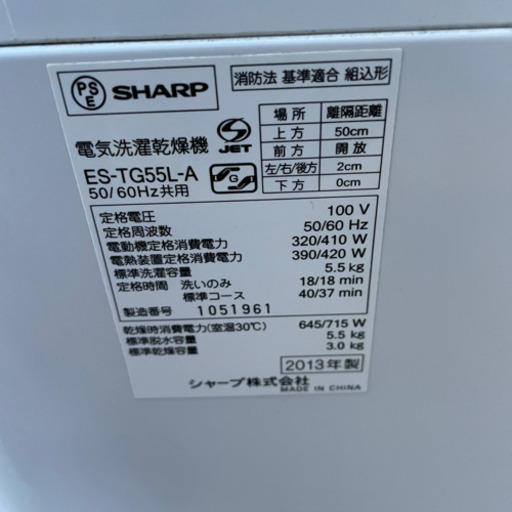 PS E SHARP
消防法 基準適合 組込形
電気洗濯乾燥機 S JET
ES-TG55L-A
50/60Hz共用 G
場所 離隔距離
上方 50cm
前方 開放
左/右/後方 2cm
下方 0cm
定格電圧 100 V
定格周波数 50/60 Hz
電動機定格消費電力 320/410 W
電熱装置定格消費電力 390/420 W
標準洗濯容量 5.5 kg
定格時間 洗いのみ 18/18 min
標準コース 40/37 min
製造番号 1051961
乾燥時消費電力(室温30℃) 645/715 W
標準脱水容量 5.5 kg
標準乾燥容量 3.0 kg
2013年製
シャープ株式会社
MADE IN CHINA